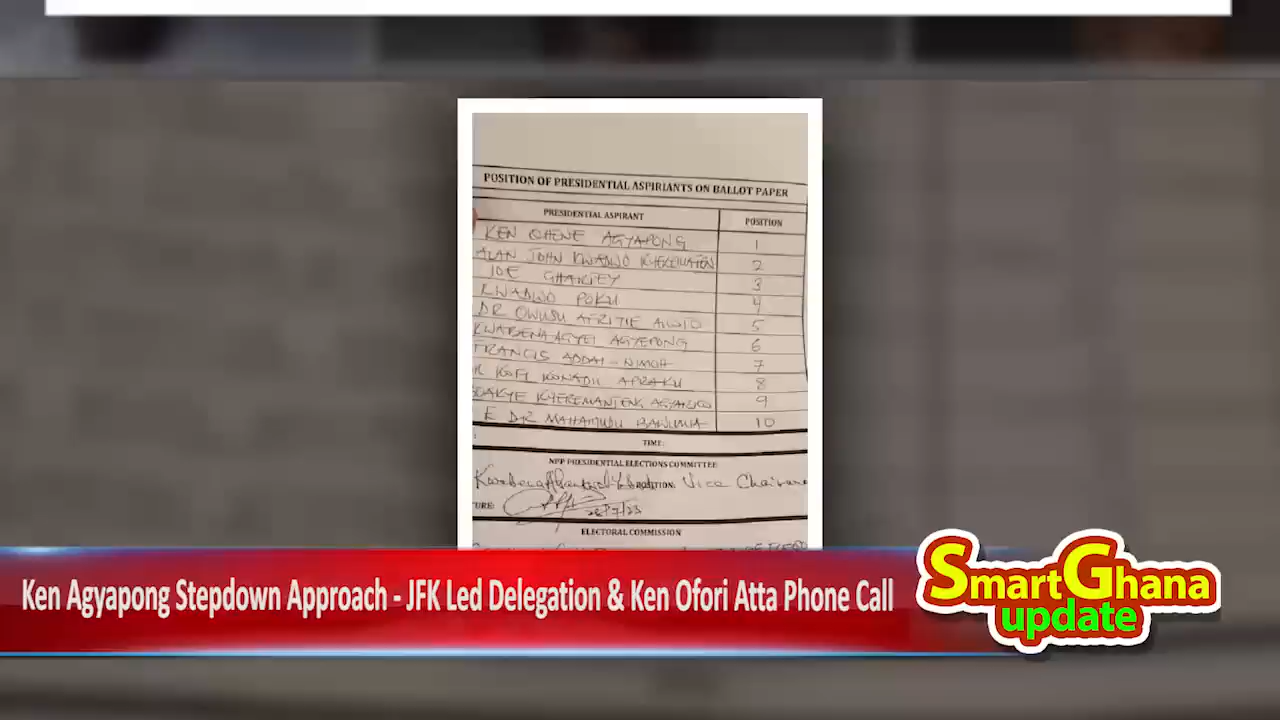 POSITION OF PRESIDENTIAL ASPIRIANTS ON BALLOT PAPER
PRESIDENTIAL ASPIRANT POSITION
KEN OHENE AGYAPONG 1
ALAN JOHN KWADWO KYEREMATEN 2
JOE GHARTEY 3
KWADWO POKU 4
DR OWUSU AFRIYIE AKOTO 5
KWABENA AGYEI AGYEPONG 6
FRANCIS ADDAI-NIMOH 7
KOFI KONADU APRAKU 8
BOAKYE KYEREMANTENG AGYARKO 9
E DR MAHAMUDU BAWUMIA 10
TIME:
NPP PRESIDENTIAL ELECTIONS COMMITTEE
POSITION: Vice
URE:
ELECTORAL COMMISSION
Ken Agyapong Stepdown Approach - JFK Led Delegation & Ken Ofori Atta Phone Call
SmartGhana
update